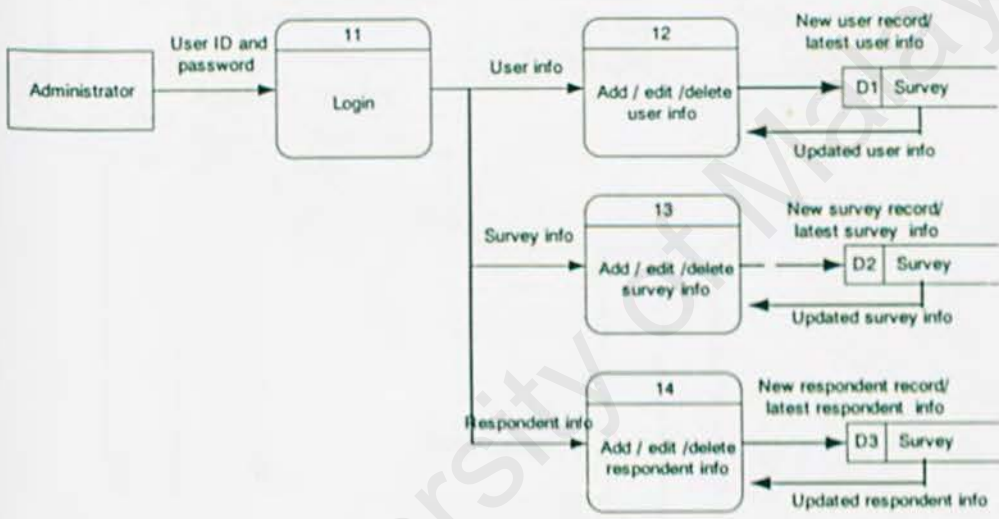 Administrator
User ID and
password
11
Login
User info
12
Add / edit /delete
user info
New user record/
latest user info
D1 Survey
Updated user info
Survey info
13
Add / edit /delete
survey info
New survey record/
latest survey info
D2 Survey
Updated survey info
Respondent info
14
Add / edit /delete
respondent info
New respondent record/
latest respondent info
D3 Survey
Updated respondent info
ersity of Malay